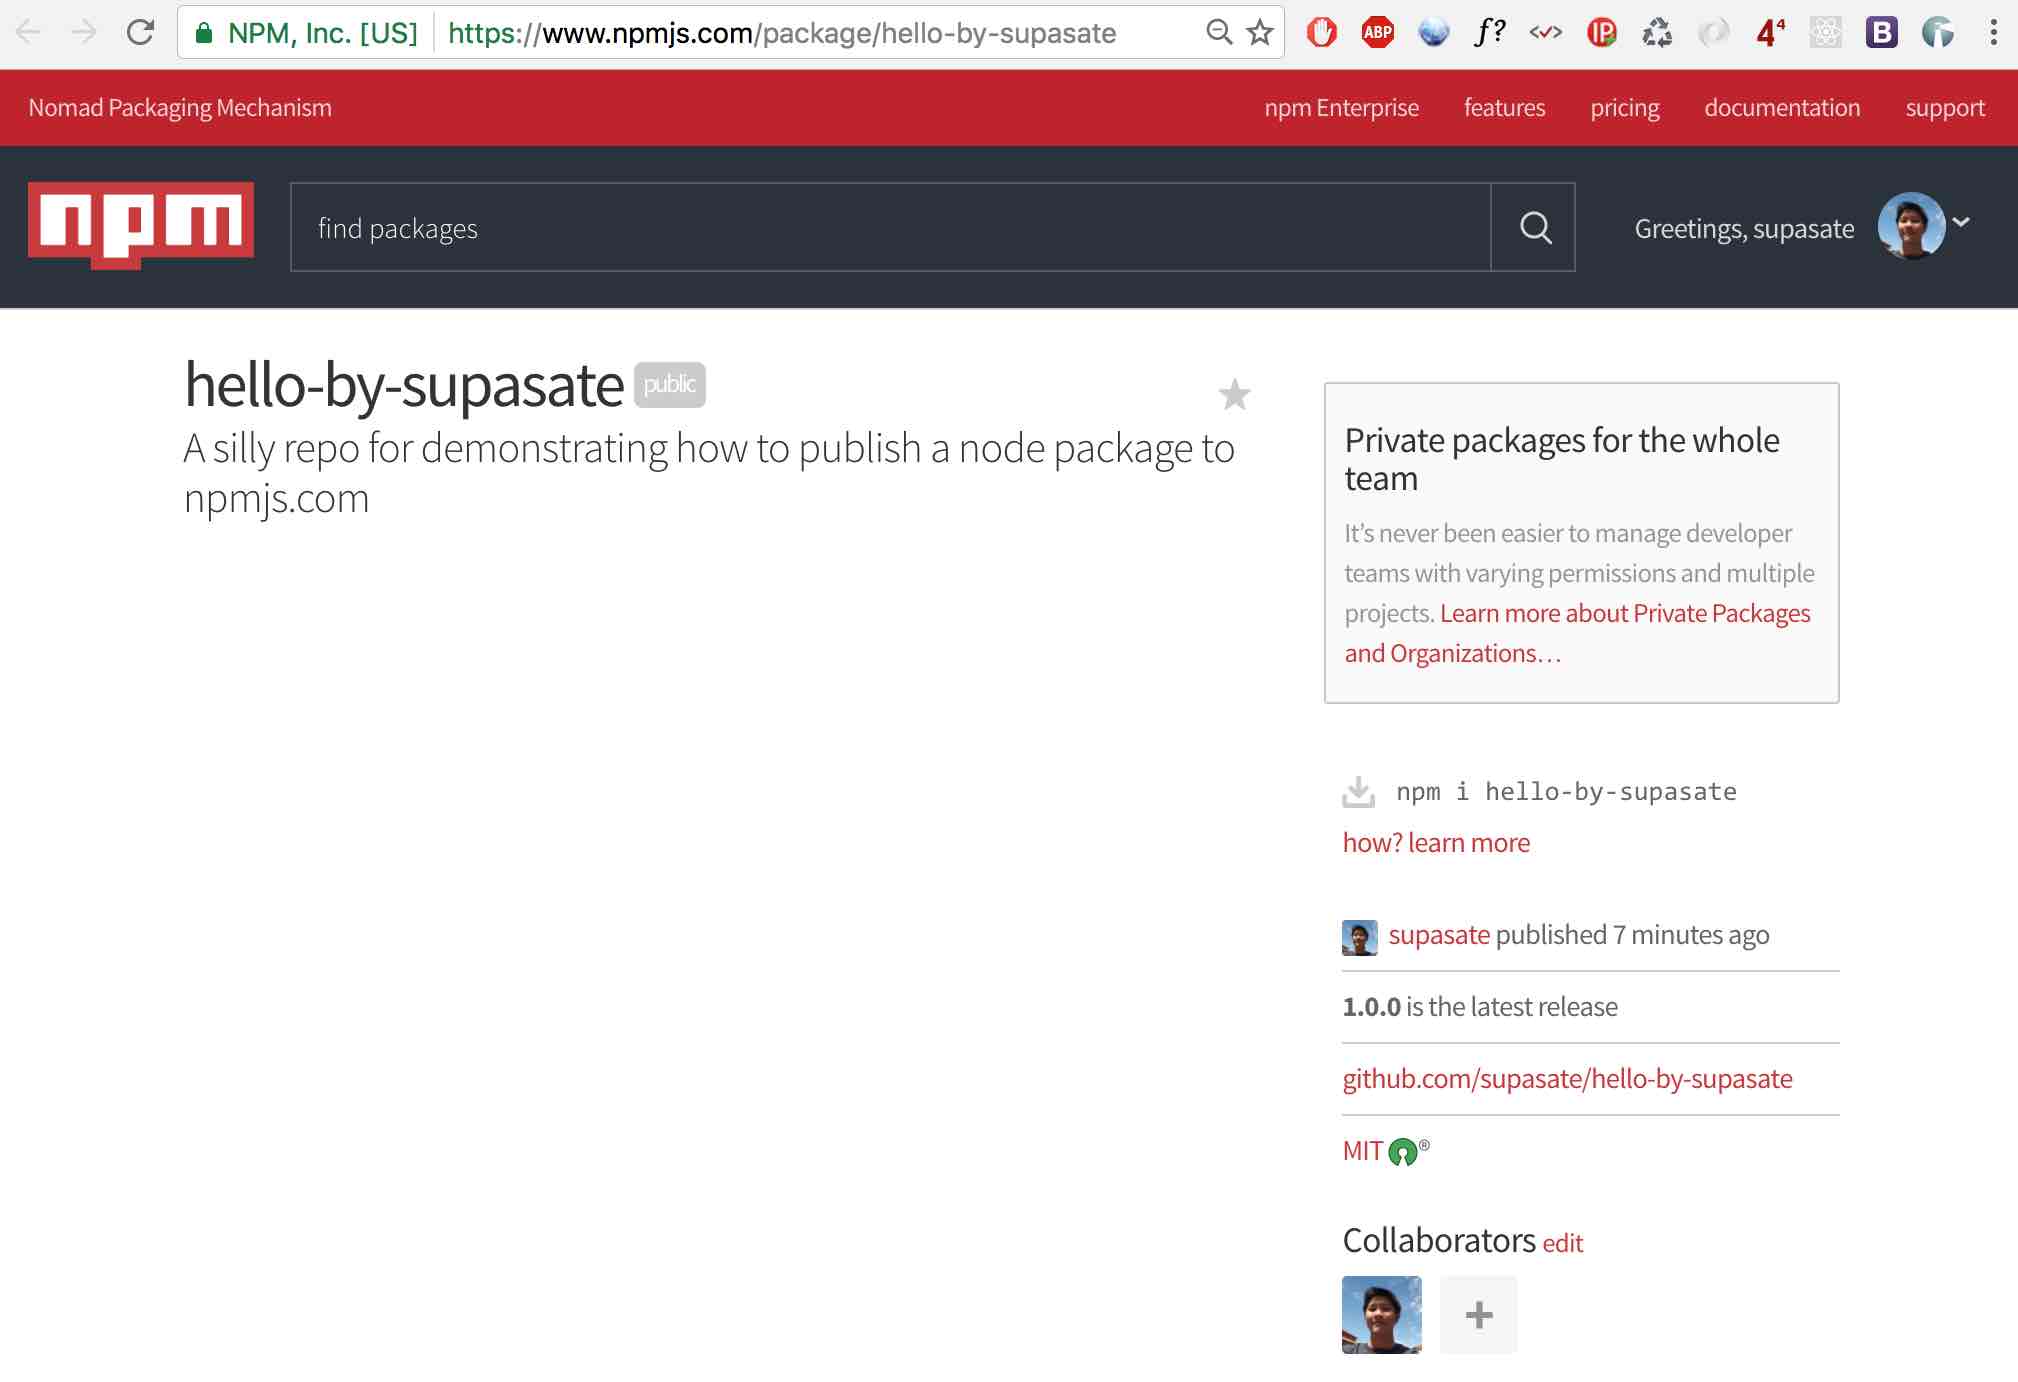 NPM, Inc. [US] https://www.npmjs.com/package/hello-by-supasate
ABP f? IP 4⁴ B
Nomad Packaging Mechanism
npm Enterprise features pricing documentation support
npm
find packages
Greetings, supasate
hello-by-supasate public
A silly repo for demonstrating how to publish a node package to
npmjs.com
Private packages for the whole
team
It’s never been easier to manage developer
teams with varying permissions and multiple
projects. Learn more about Private Packages
and Organizations…
npm i hello-by-supasate
how? learn more
supasate published 7 minutes ago
1.0.0 is the latest release
github.com/supasate/hello-by-supasate
MIT ®
Collaborators edit
+